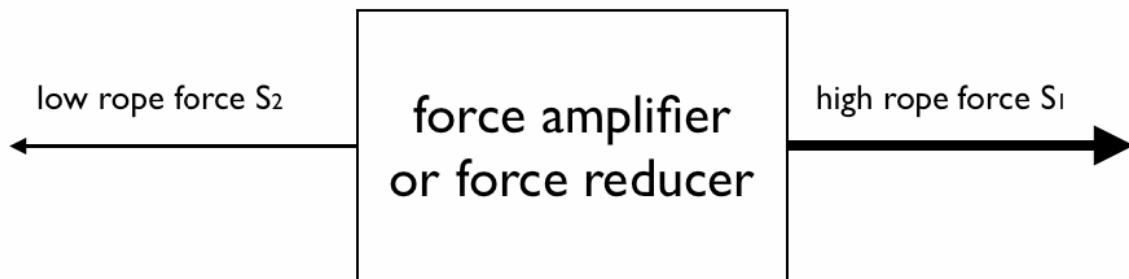 low rope force S2
force amplifier
or force reducer
high rope force S1